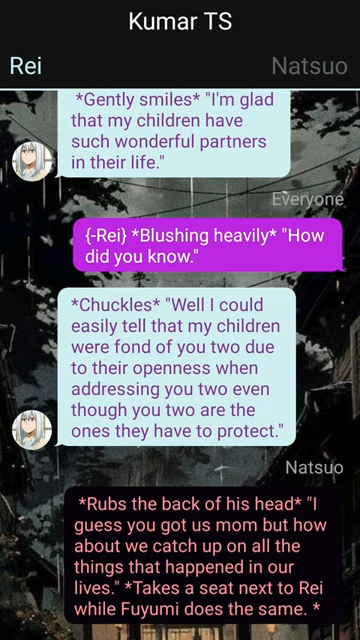 Kumar TS
Rei
Natsuo
*Gently smiles* "I'm glad
that my children have
such wonderful partners
in their life."
Everyone
{-Rei} *Blushing heavily* "How
did you know."
*Chuckles* "Well I could
easily tell that my children
were fond of you two due
to their openness when
addressing you two even
though you two are the
ones they have to protect."
Natsuo
*Rubs the back of his head* "I
guess you got us mom but how
about we catch up on all the
things that happened in our
lives." *Takes a seat next to Rei
while Fuyumi does the same. *